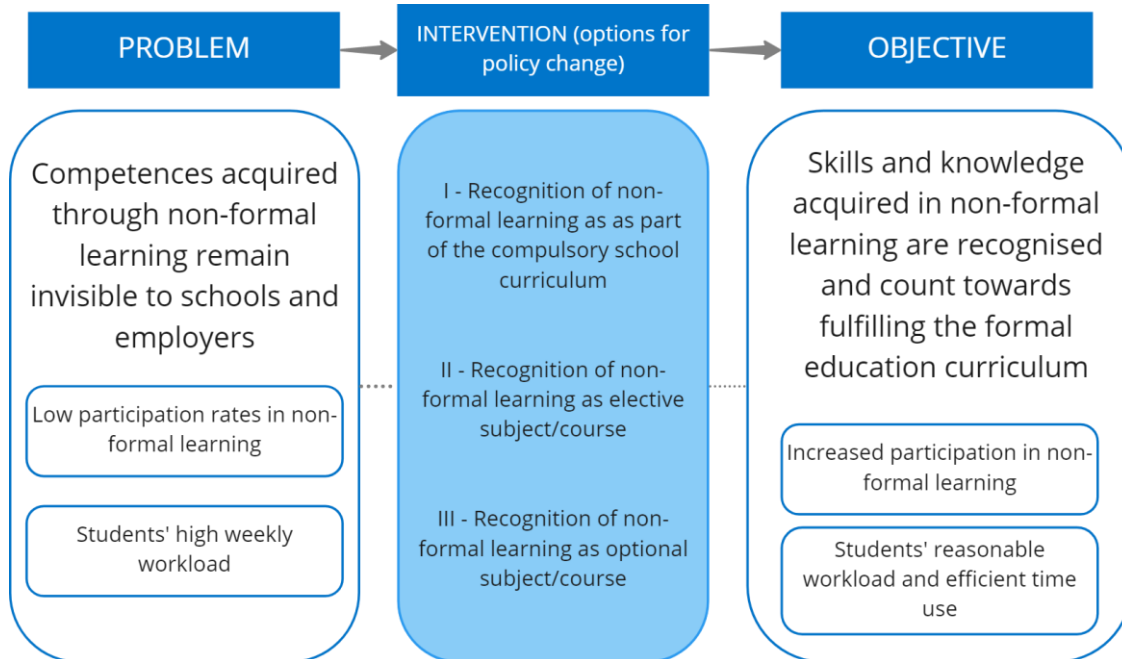 PROBLEM
Competences acquired
through non-formal
learning remain
invisible to schools and
employers
Low participation rates in non-
formal learning
Students' high weekly
workload
INTERVENTION (options for
policy change)
I - Recognition of non-
formal learning as as part
of the compulsory school
curriculum
II - Recognition of non-
formal learning as elective
subject/course
III - Recognition of non-
formal learning as optional
subject/course
OBJECTIVE
Skills and knowledge
acquired in non-formal
learning are recognised
and count towards
fulfilling the formal
education curriculum
Increased participation in non-
formal learning
Students' reasonable
workload and efficient time
use